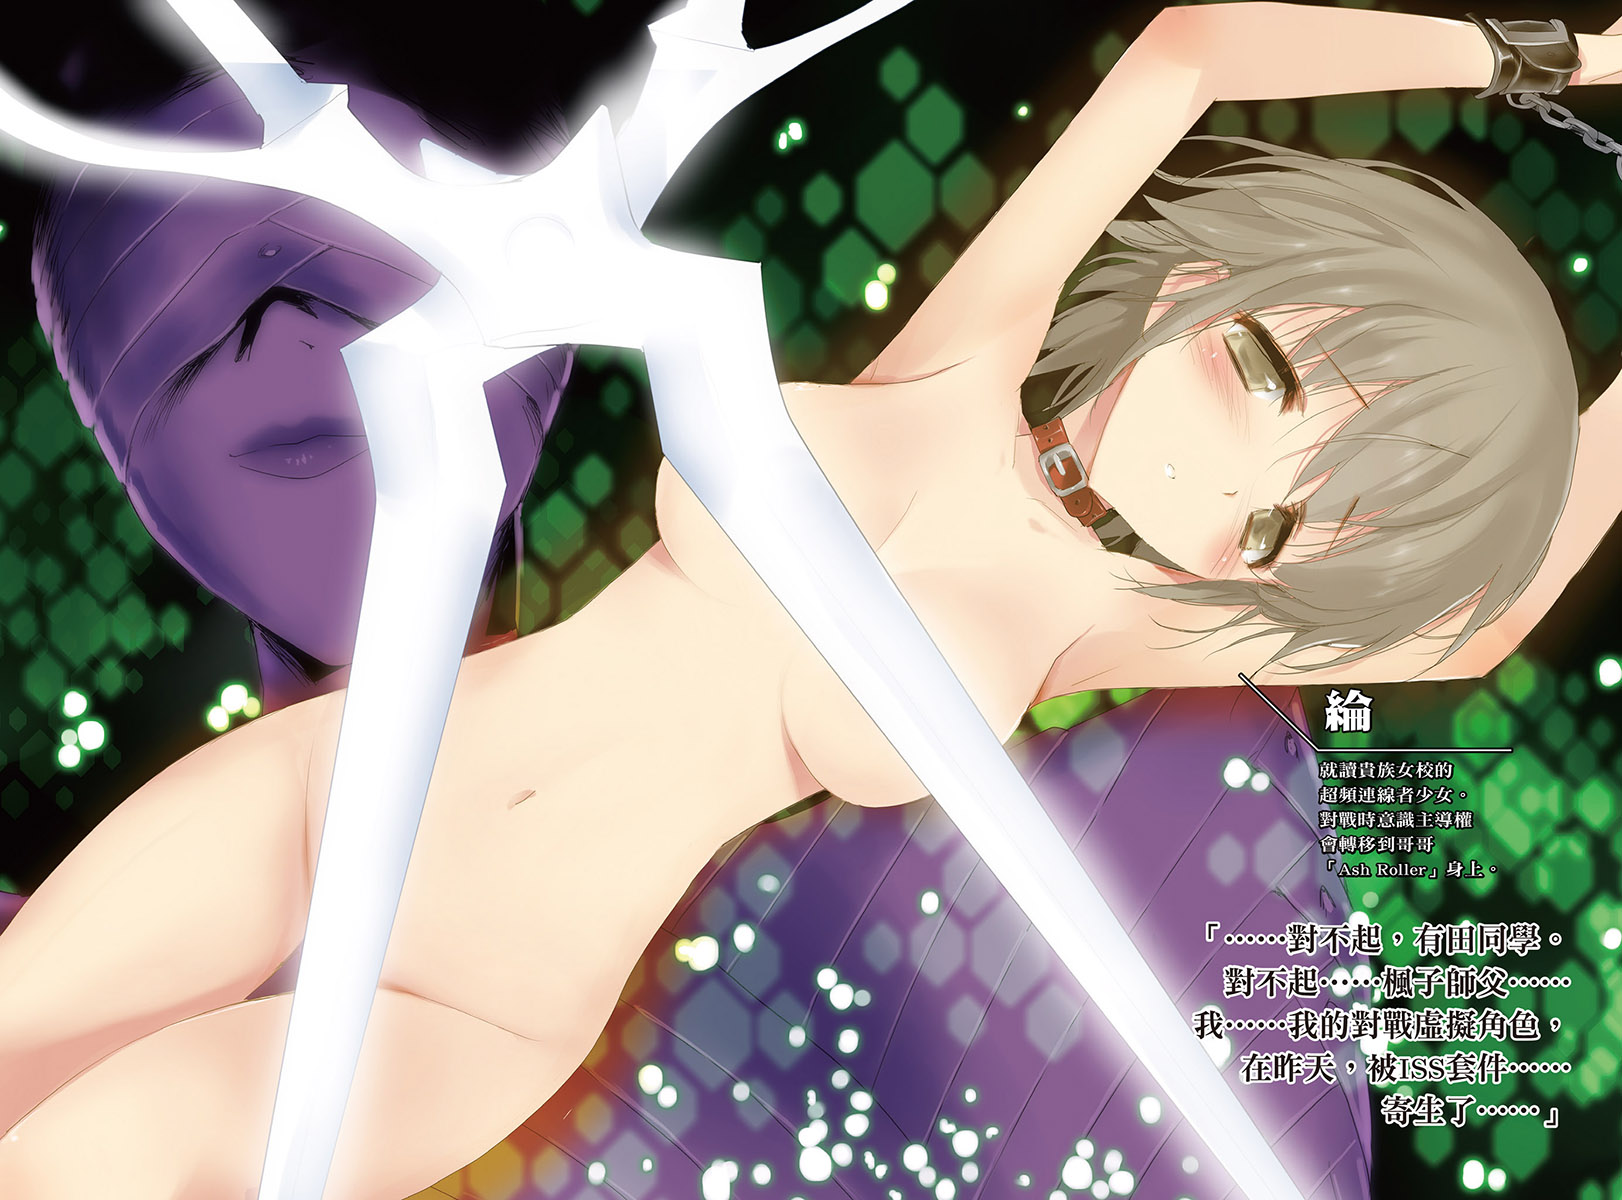 綸
就讀貴族女校的
超頻連線者少女。
對戰時意識主導權
會轉移到哥哥
「Ash Roller」身上。
「……對不起，有田同學。
對不起……楓子師父……
我……我的對戰虛擬角色，
在昨天，被ISS套件……
寄生了……」